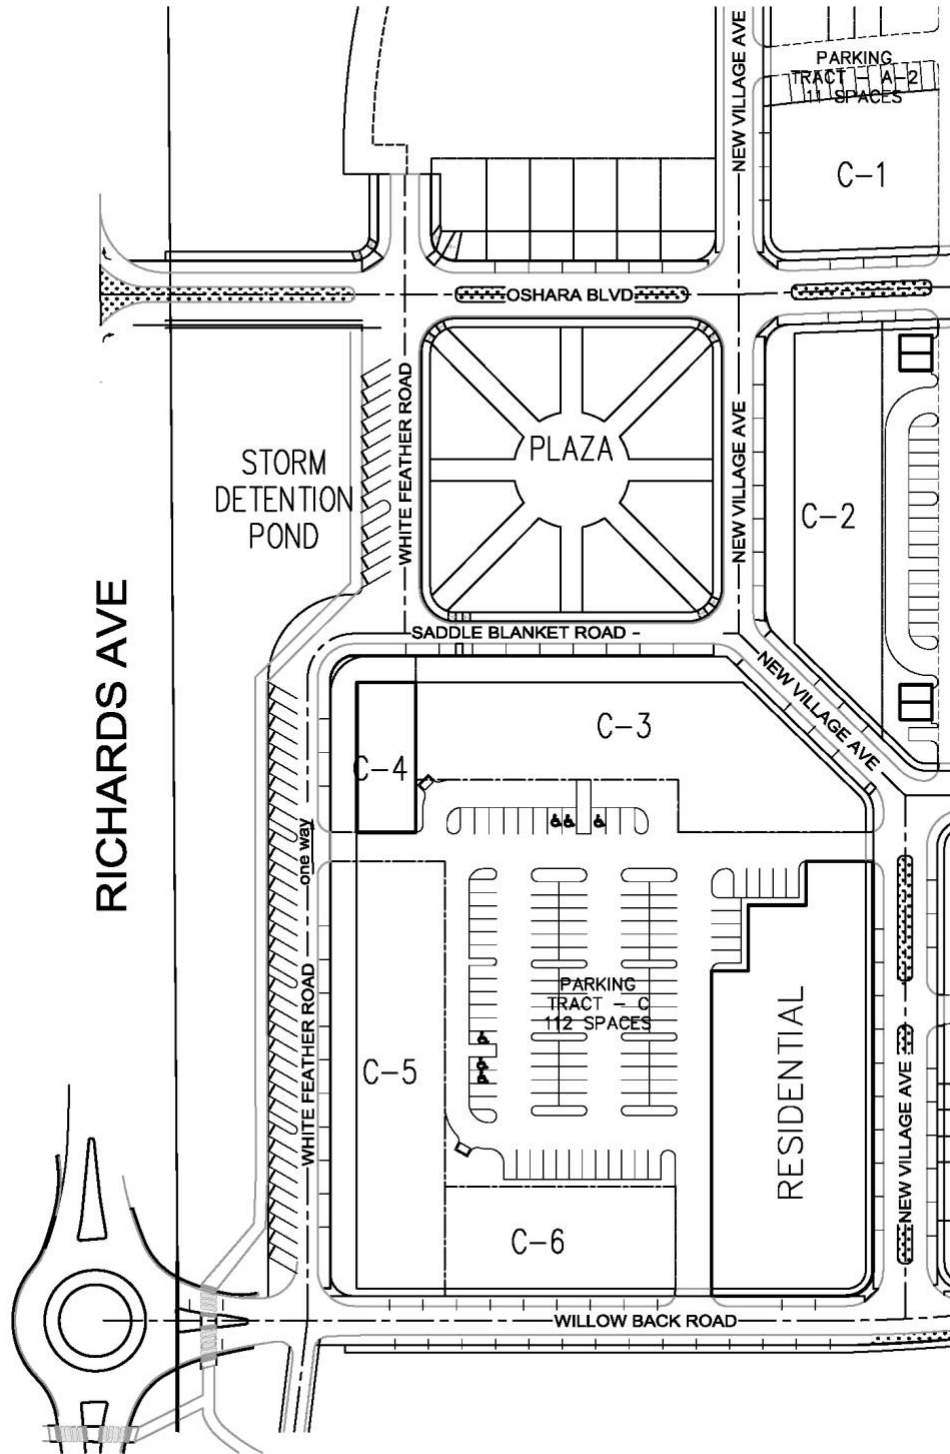 NEW VILLAGE AVE
PARKING
TRACT - A-2
11 SPACES
C-1
OSHARA BLVD
WHITE FEATHER ROAD
PLAZA
NEW VILLAGE AVE
STORM
DETENTION
POND
C-2
RICHARDS AVE
SADDLE BLANKET ROAD -
NEW VILLAGE AVE
C-3
C-4
one way
WHITE FEATHER ROAD
PARKING
TRACT - C
112 SPACES
C-5
RESIDENTIAL
NEW VILLAGE AVE
C-6
WILLOW BACK ROAD